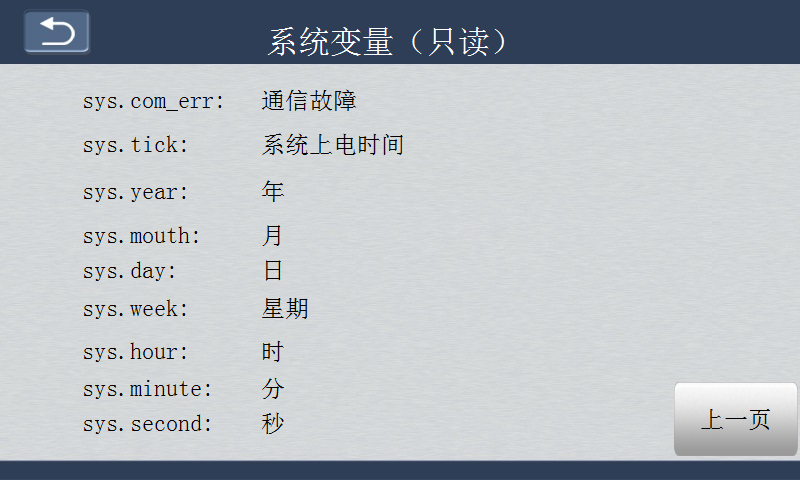 系统变量（只读）
sys.com_err: 通信故障
sys.tick: 系统上电时间
sys.year: 年
sys.mouth: 月
sys.day: 日
sys.week: 星期
sys.hour: 时
sys.minute: 分
sys.second: 秒
上一页